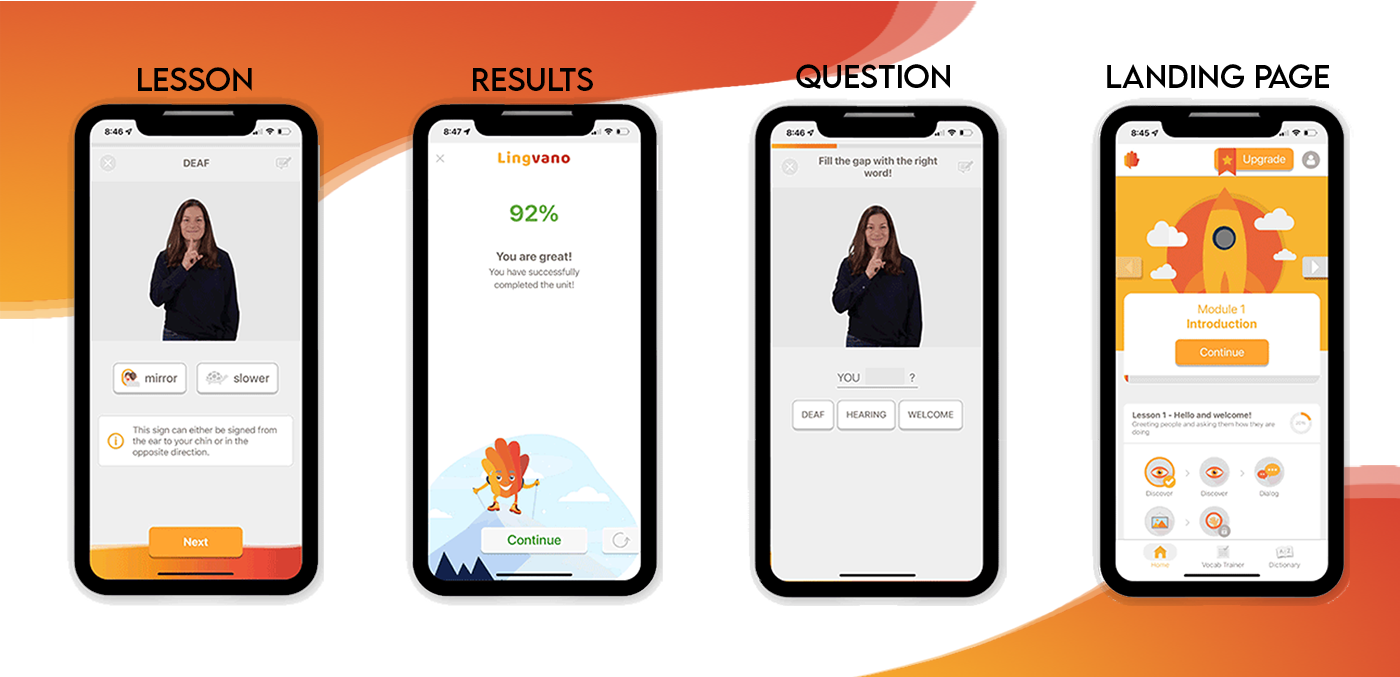 LESSON
8:46
DEAF
mirror
slower
This sign can either be signed from
the ear to your chin or in the
opposite direction.
Next
RESULTS
8:47
Lingvano
92%
You are great!
You have successfully
completed the unit!
Continue
QUESTION
8:46
Fill the gap with the right
word!
YOU ?
DEAF
HEARING
WELCOME
LANDING PAGE
8:45
Upgrade
Module 1
Introduction
Continue
Lesson 1 - Hello and welcome!
Greeting people and asking them how they are
doing
20%
Discover
Discover
Dialog
Home
Vocab Trainer
A-Z
Dictionary